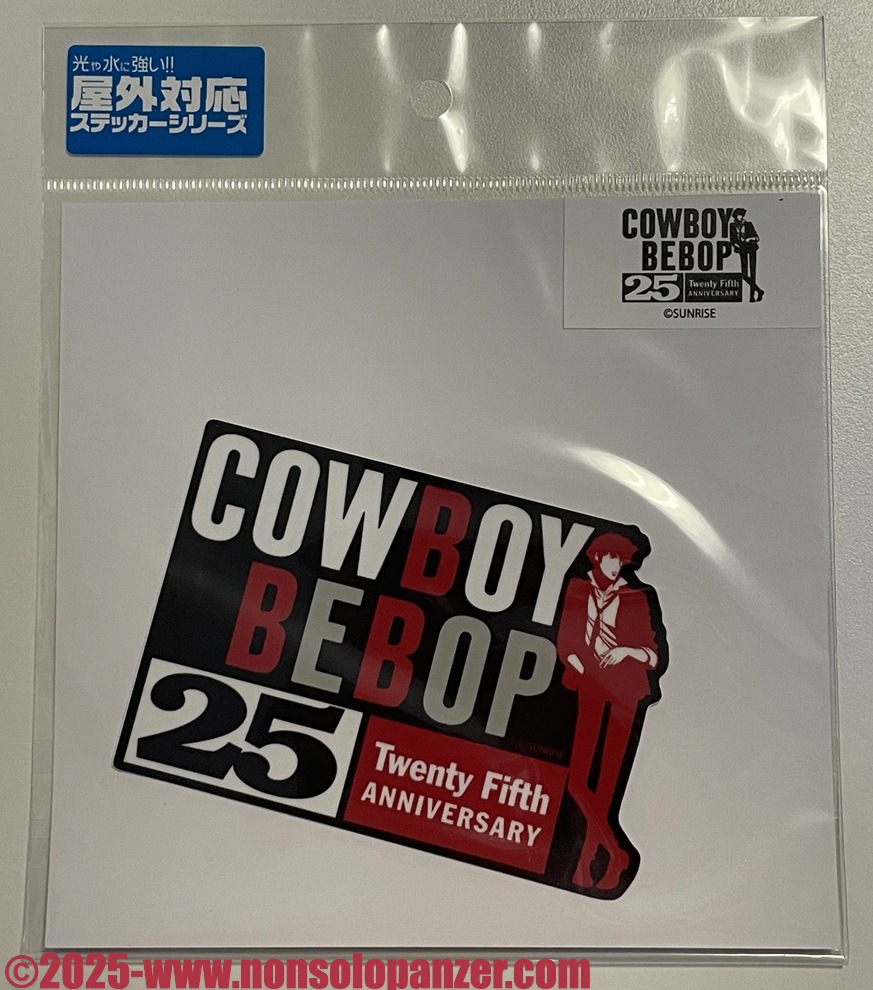 光や水に強い!!
屋外対応
ステッカーシリーズ
COWBOY
BEBOP
25 Twenty Fifth
ANNIVERSARY
©SUNRISE
COWBOY
BEBOP
©SUNRISE
25 Twenty Fifth
ANNIVERSARY
©2025-www.nonsolopanzer.com